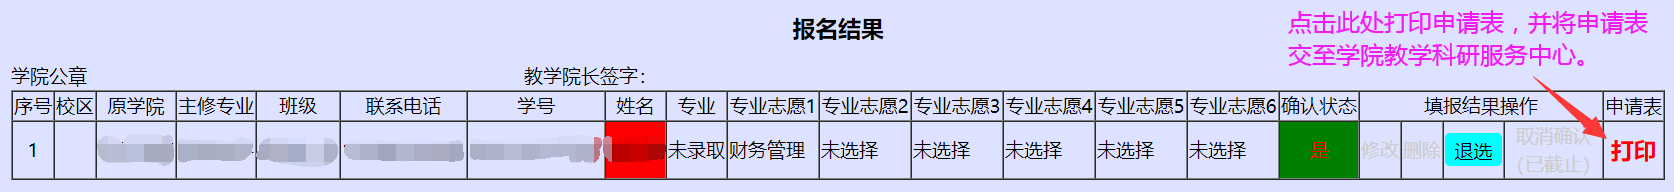 报名结果
点击此处打印申请表，并将申请表
交至学院教学科研服务中心。
学院公章 教学院长签字：
序号 校区 原学院 主修专业 班级 联系电话 学号 姓名 专业 专业志愿1 专业志愿2 专业志愿3 专业志愿4 专业志愿5 专业志愿6 确认状态 填报结果操作 申请表
1 未录取 财务管理 未选择 未选择 未选择 未选择 未选择 是 修改 删除 退选 取消确认 打印
(已截止)